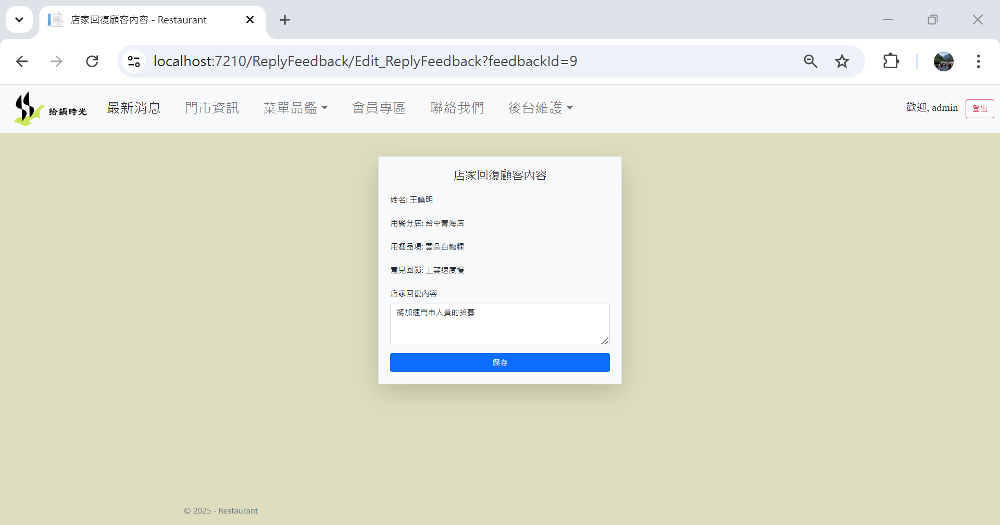 店家回復顧客內容 - Restaurant
localhost:7210/ReplyFeedback/Edit_ReplyFeedback?feedbackId=9
拾鍋時光
最新消息 門市資訊 菜單品鑑 會員專區 聯絡我們 後台維護
歡迎, admin 登出
店家回復顧客內容
姓名: 王曉明
用餐分店: 台中青海店
用餐品項: 雲朵白糖粿
意見回饋: 上菜速度慢
店家回復內容
將加速門市人員的招募
儲存
© 2025 - Restaurant